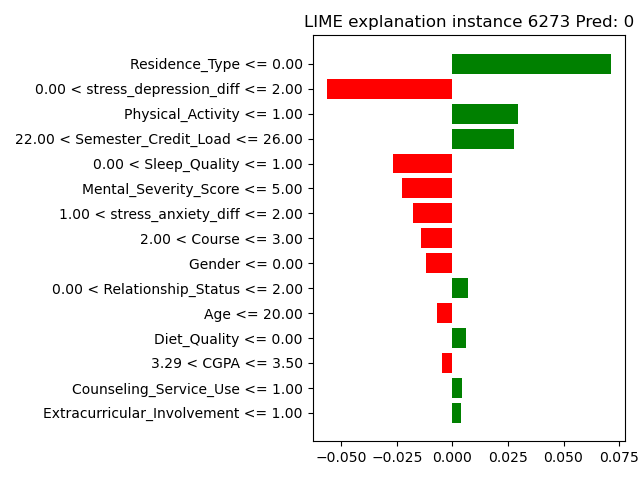 LIME explanation instance 6273 Pred: 0
Residence_Type <= 0.00
0.00 < stress_depression_diff <= 2.00
Physical_Activity <= 1.00
22.00 < Semester_Credit_Load <= 26.00
0.00 < Sleep_Quality <= 1.00
Mental_Severity_Score <= 5.00
1.00 < stress_anxiety_diff <= 2.00
2.00 < Course <= 3.00
Gender <= 0.00
0.00 < Relationship_Status <= 2.00
Age <= 20.00
Diet_Quality <= 0.00
3.29 < CGPA <= 3.50
Counseling_Service_Use <= 1.00
Extracurricular_Involvement <= 1.00
−0.050 −0.025 0.000 0.025 0.050 0.075